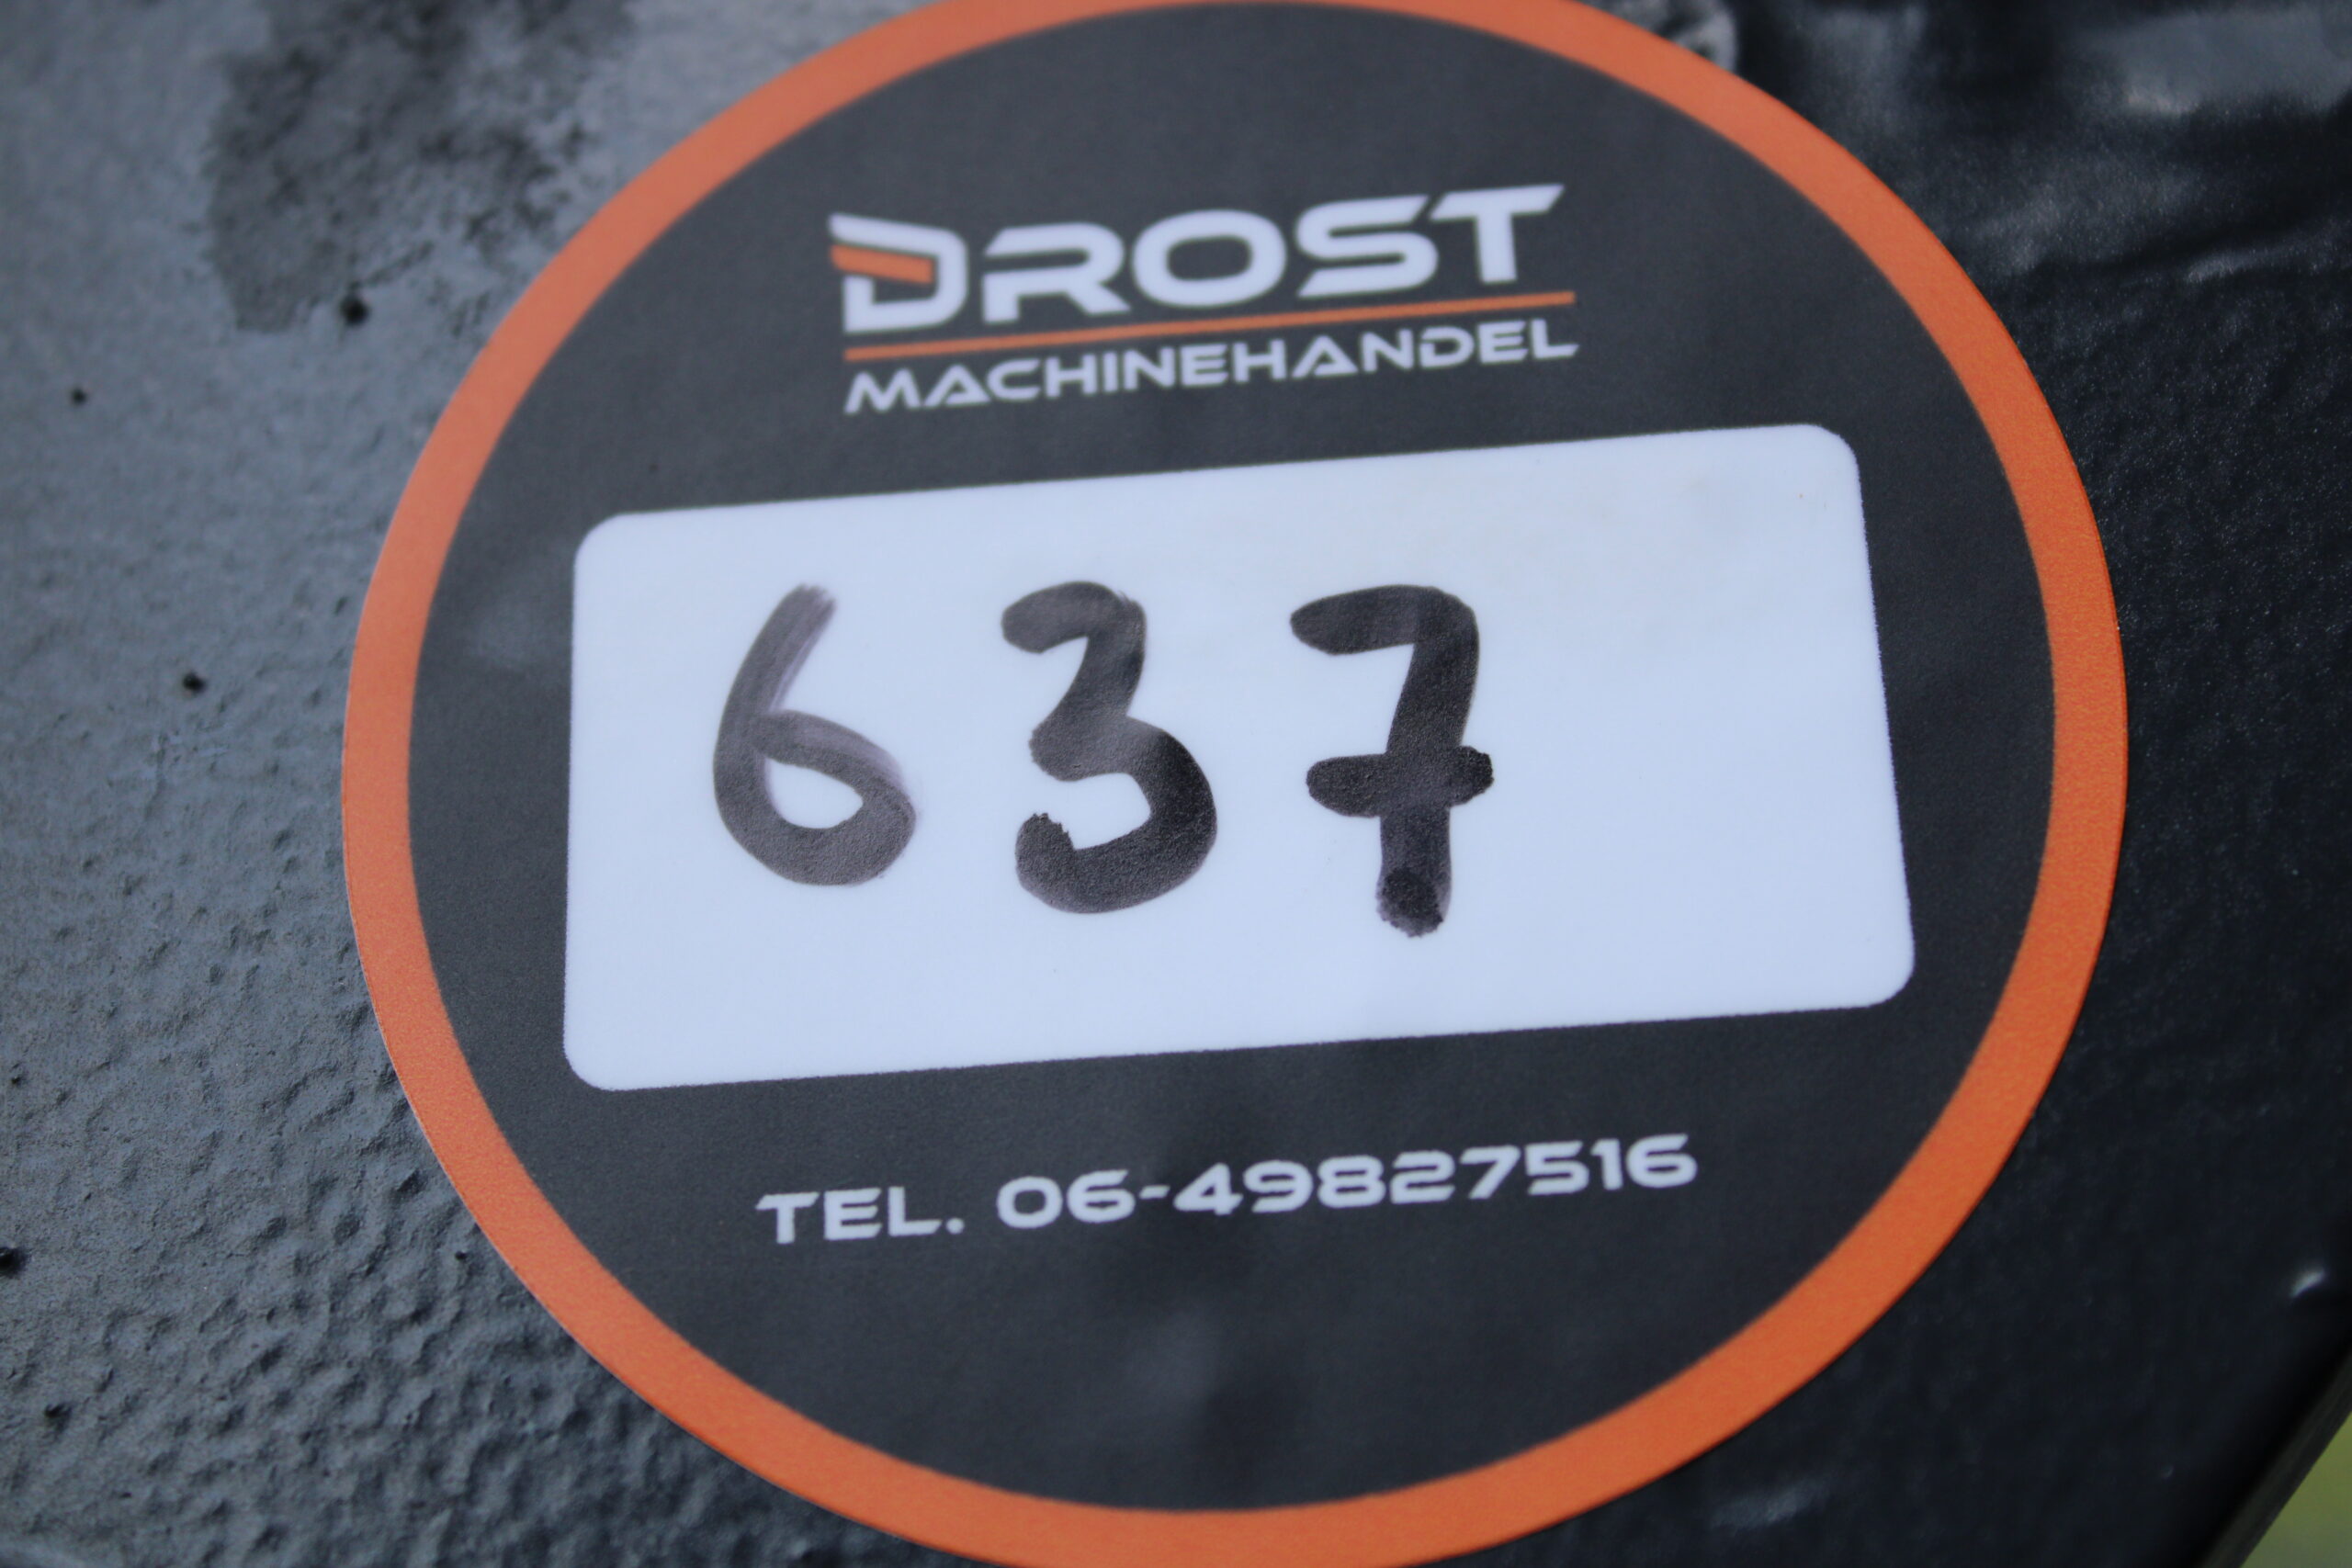 DROST
MACHINEHANDEL
637
TEL. 06-49827516